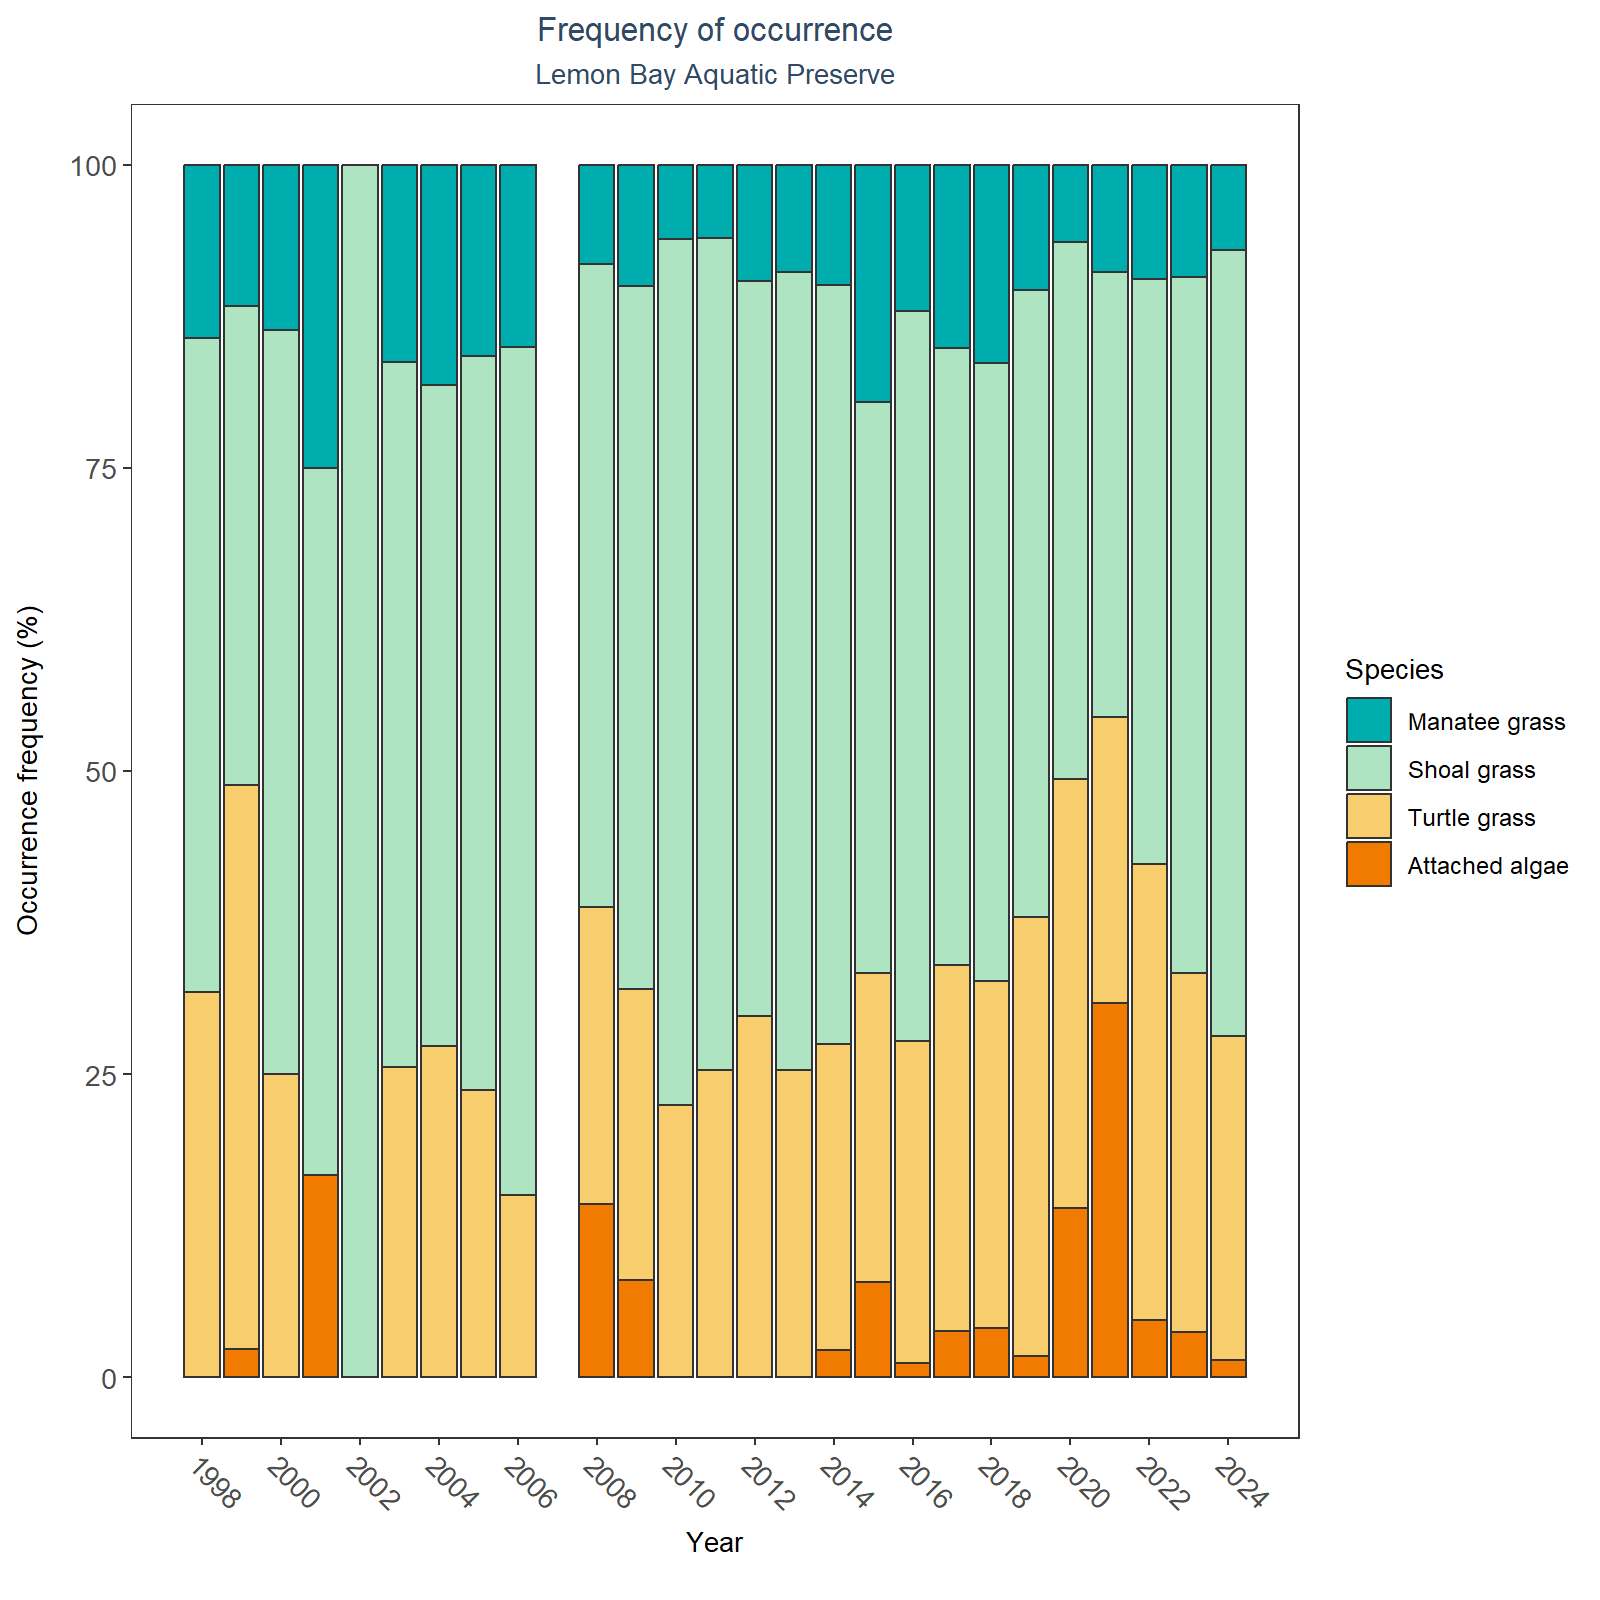 Frequency of occurrence
Lemon Bay Aquatic Preserve
Occurrence frequency (%)
100
75
50
25
0
1998
2000
2002
2004
2006
2008
2010
2012
2014
2016
2018
2020
2022
2024
Year
Species
Manatee grass
Shoal grass
Turtle grass
Attached algae